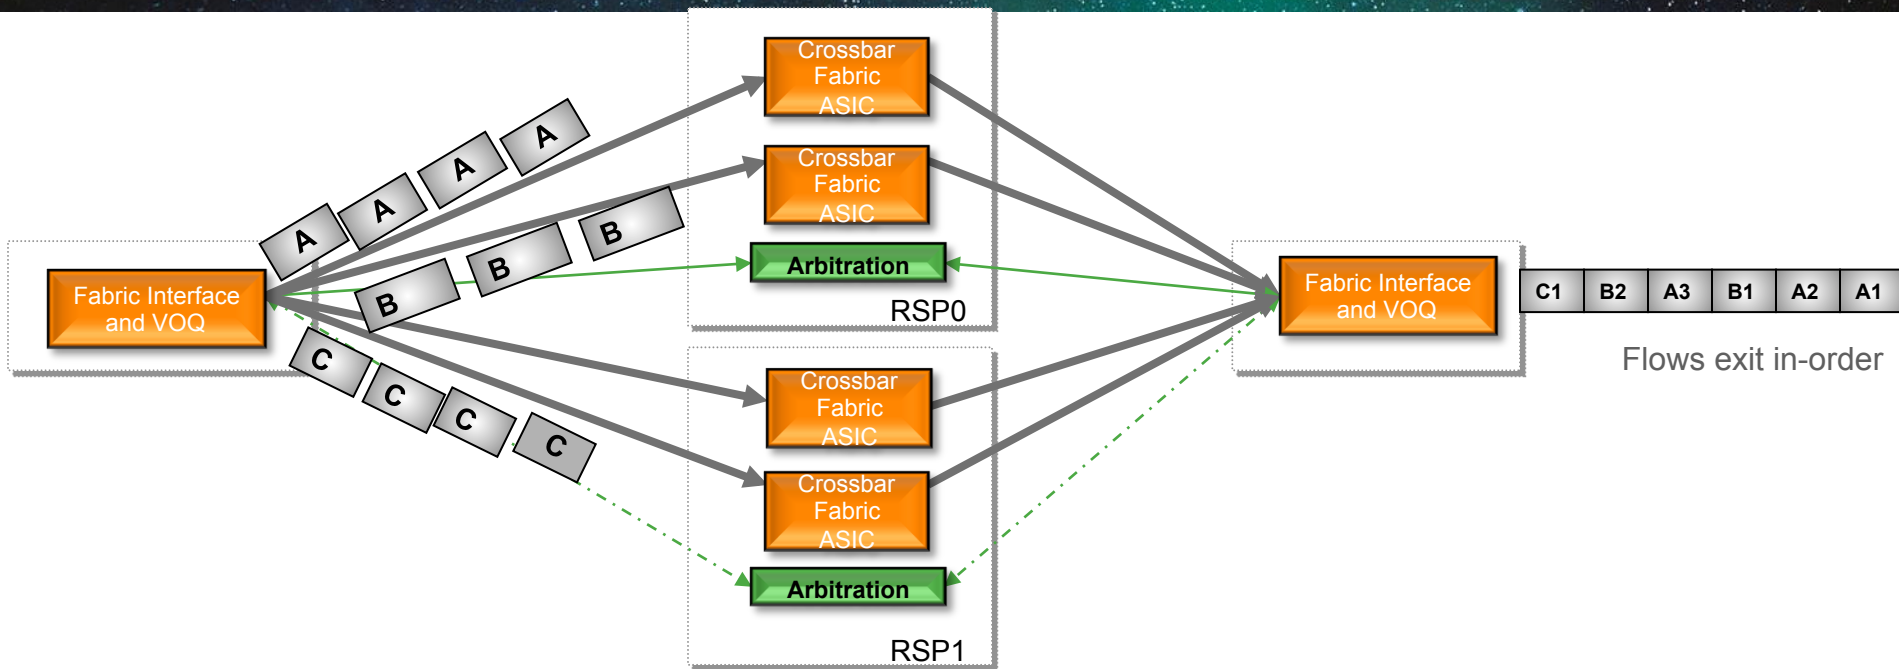 Crossbar
Fabric
ASIC
Crossbar
Fabric
ASIC
Arbitration
RSP0
A
A
A
A
B
B
B
Fabric Interface
and VOQ
C
C
C
C
Crossbar
Fabric
ASIC
Crossbar
Fabric
ASIC
Arbitration
RSP1
Fabric Interface
and VOQ
C1 B2 A3 B1 A2 A1
Flows exit in-order